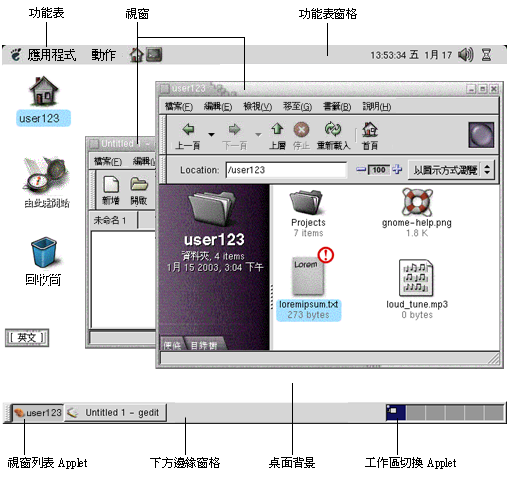 功能表
視窗
功能表窗格
應用程式 動作
13:53:34 五 1月 17
user123
user123
檔案(F) 編輯(E) 檢視(V) 移至(G) 書籤(B) 說明(H)
上一頁 下一頁 上層 停止 重新載入 首頁
Location: /user123
100
以圖示方式瀏覽
Untitled 1 -
檔案(F) 編輯(
新增 開啟
未命名 1
由此處開始
user123
資料夾, 4 items
1月 15 2003, 3:04 下午
Projects
7 items
gnome-help.png
1.8 K
Lorem
loremipsum.txt
273 bytes
loud_tune.mp3
0 bytes
回收筒
便條 目錄樹
[ 英文 ]
user123
Untitled 1 - gedit
視窗列表 Applet
下方邊緣窗格
桌面背景
工作區切換 Applet